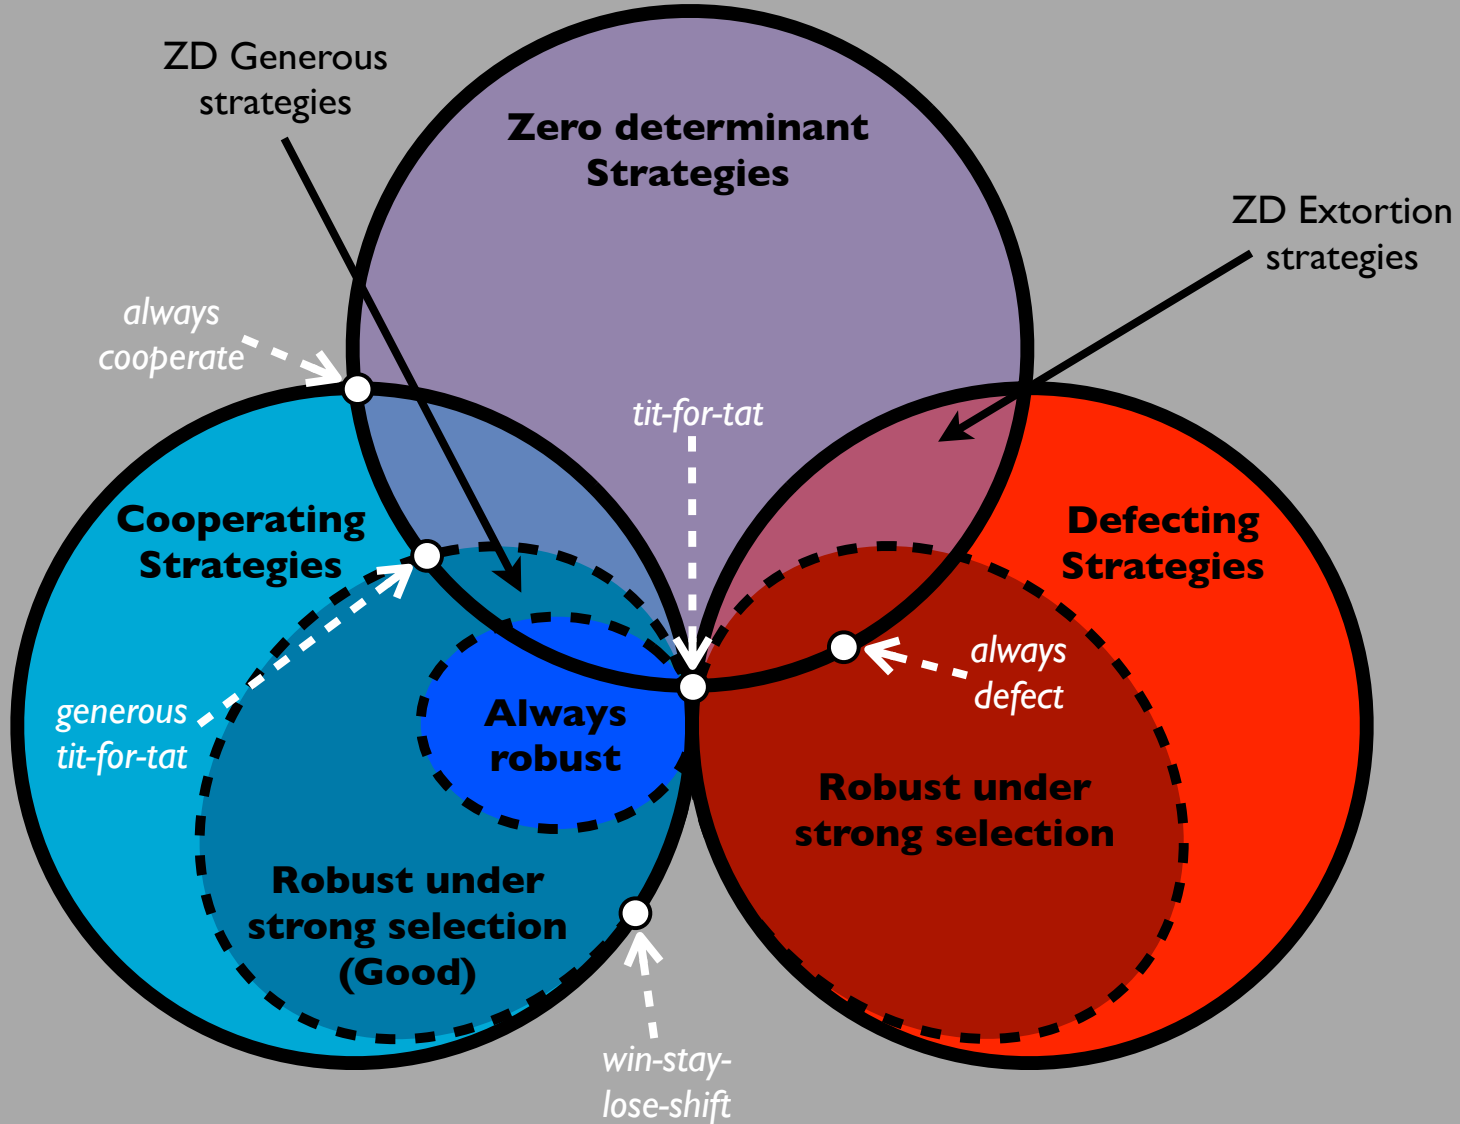 ZD Generous
strategies
Zero determinant
Strategies
ZD Extortion
strategies
always
cooperate
tit-for-tat
Cooperating
Strategies
Defecting
Strategies
generous
tit-for-tat
always
defect
Always
robust
Robust under
strong selection
Robust under
strong selection
(Good)
win-stay-
lose-shift